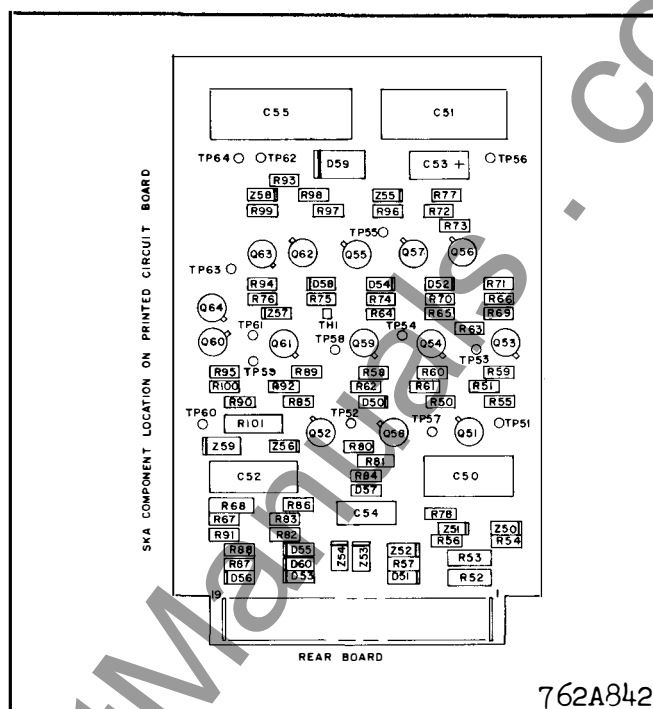 SKA COMPONENT LOCATION ON PRINTED CIRCUIT BOARD
C55 C51
TP64 TP62 D59 C53 + TP56
R93
Z58 R98 Z55 R77
R99 R97 R96 R72
R73
TP55
Q63 Q62 Q55 Q57 Q56
TP63
R94 D58 D54 D52 R71
R76 R75 R74 R70 R66
Q64 Z57 TH1 R64 R65 R69
R63
TP61 TP54
Q60 Q61 TP58 Q59 Q54 TP53 Q53
TP59
R95 R89 R58 R60 R59
R100 R92 R62 R61 R51
R90 R85 D50 R50 R55
TP60 R101 TP52 TP57 TP51
Q52 Q58 Q51
Z59 Z56 R80
R81
C52 R84 C50
D57
R68 R86 C54 R78
R67 R83 Z51 Z50
R91 R82 R56 R54
R88 D55 Z54 Z53 Z52 R53
R87 D60 R57
D56 D53 D51 R52
19 1
REAR BOARD
762A842
Manuals.co